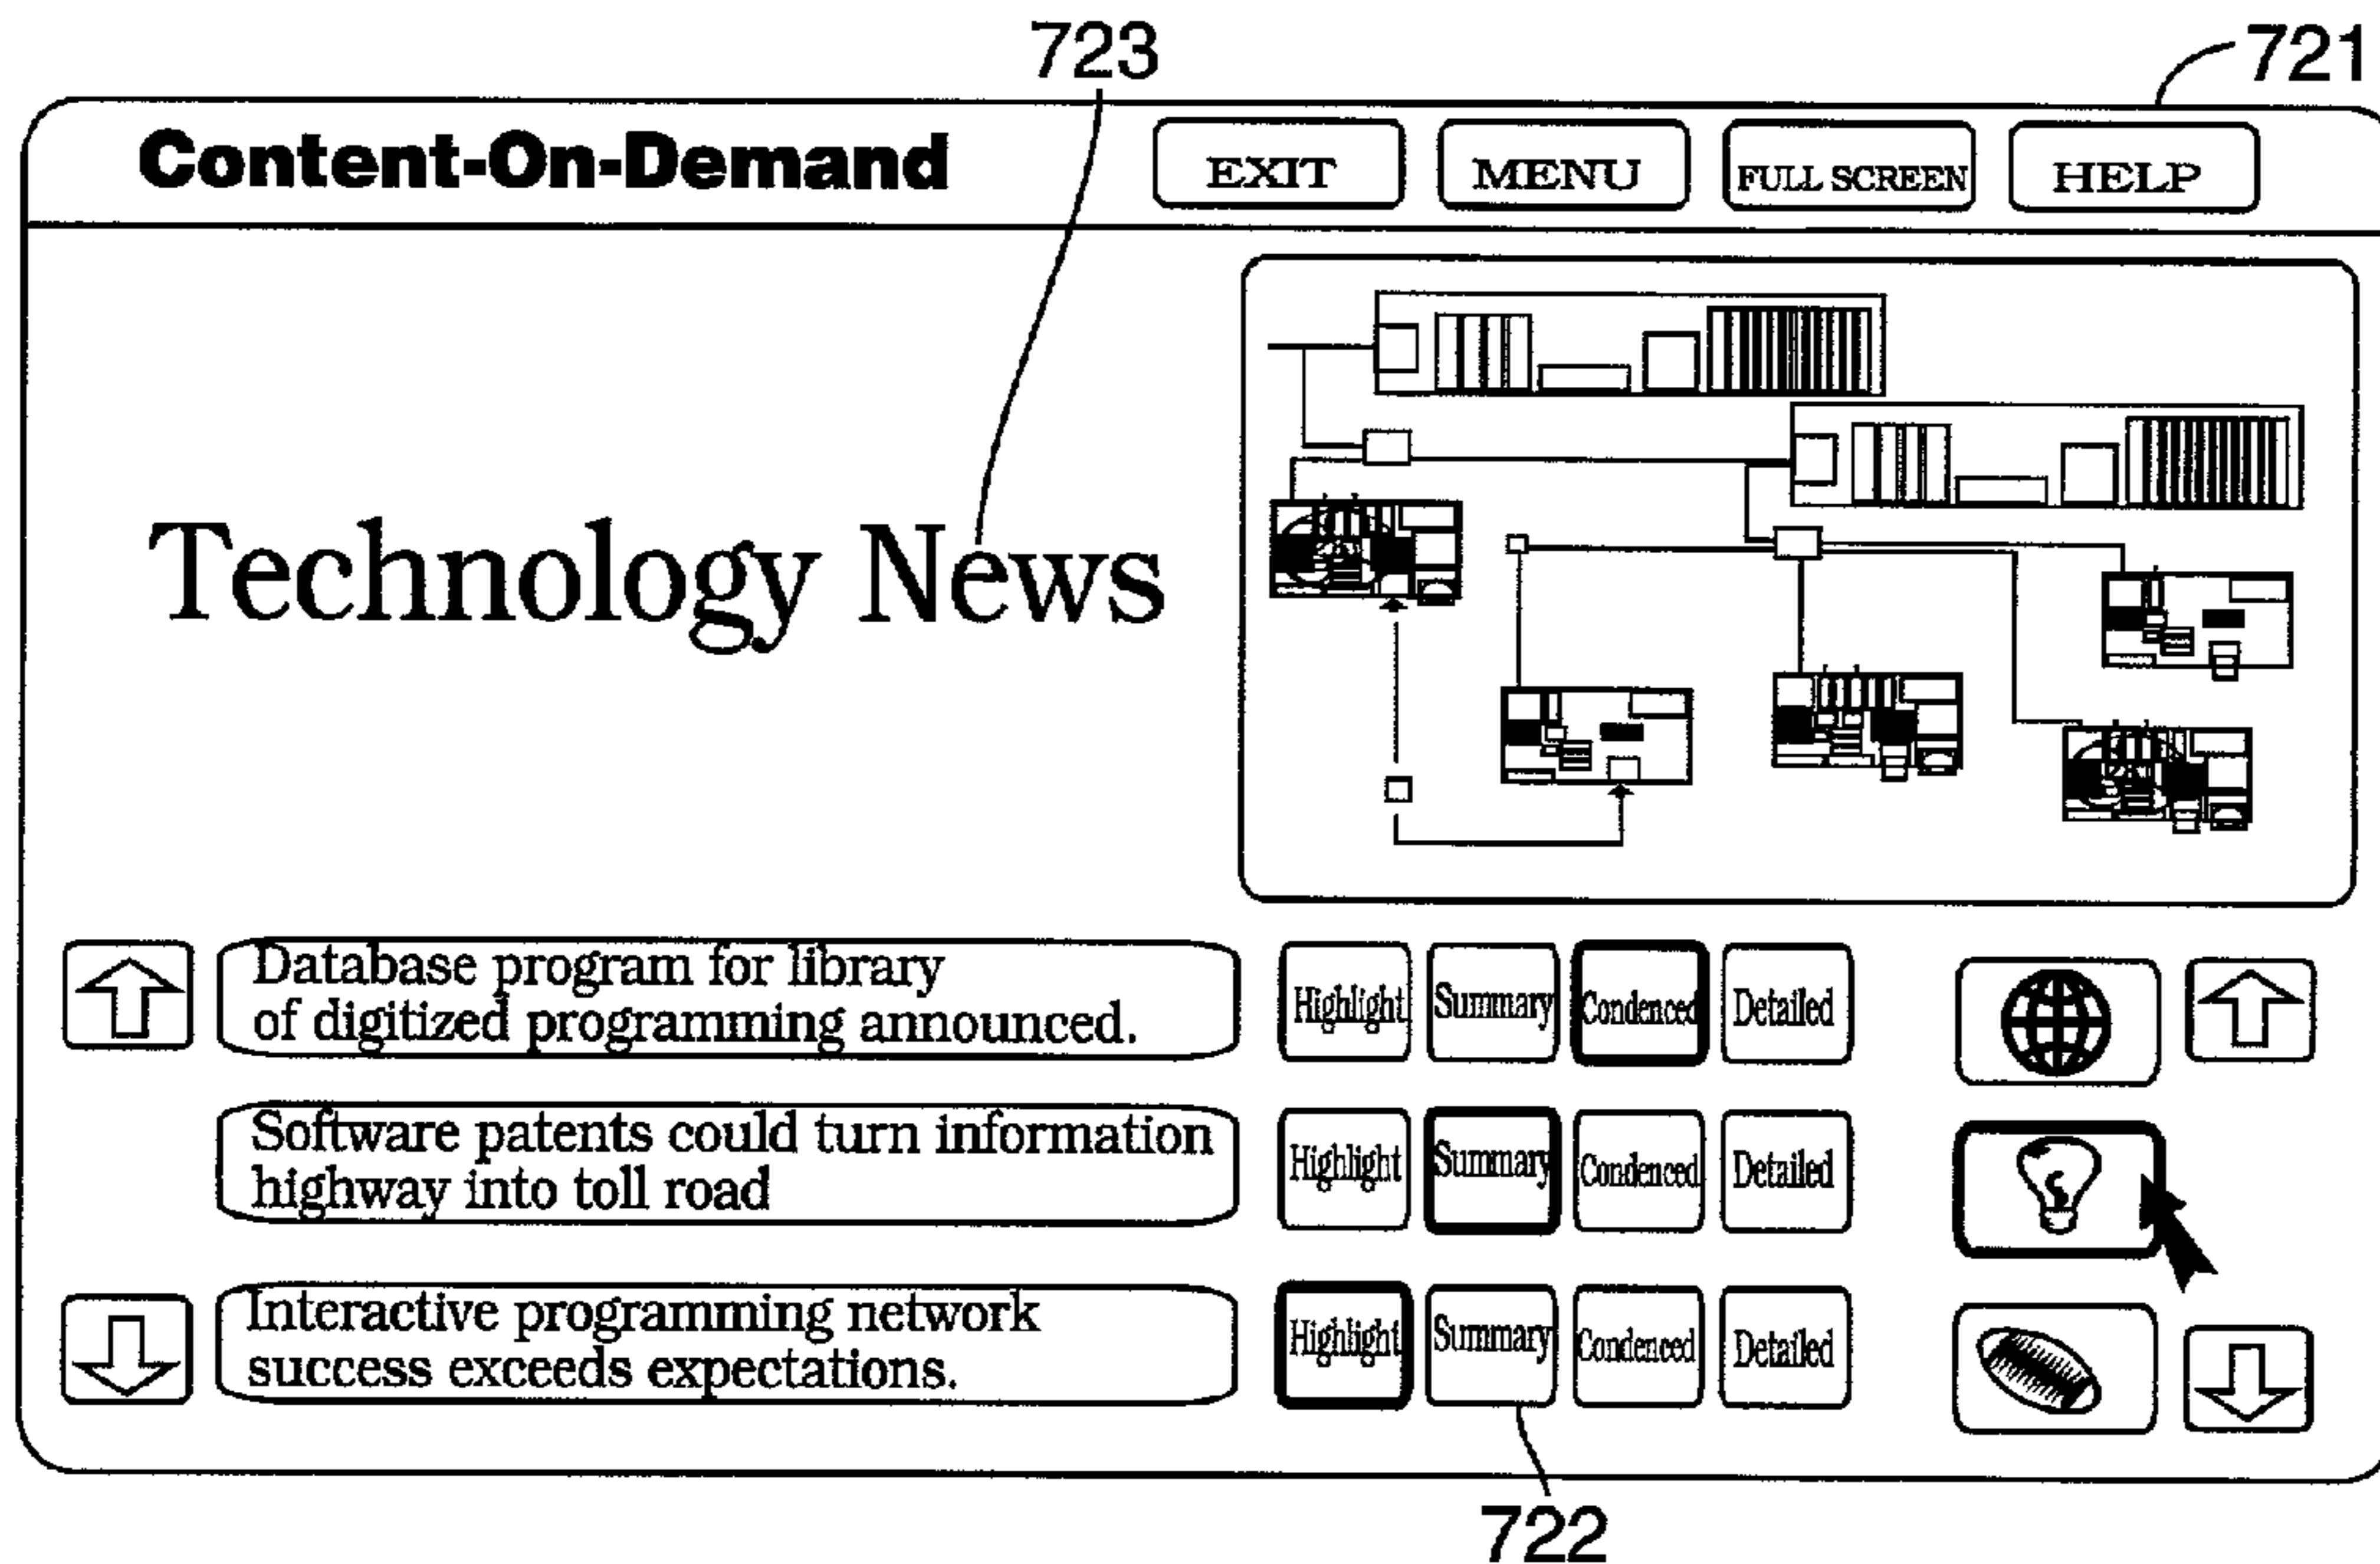 723
721
Content-On-Demand
EXIT
MENU
FULL SCREEN
HELP
Technology News
Database program for library
of digitized programming announced.
Highlight
Summary
Condenced
Detailed
Software patents could turn information
highway into toll road
Highlight
Summary
Condenced
Detailed
Interactive programming network
success exceeds expectations.
Highlight
Summary
Condenced
Detailed
722